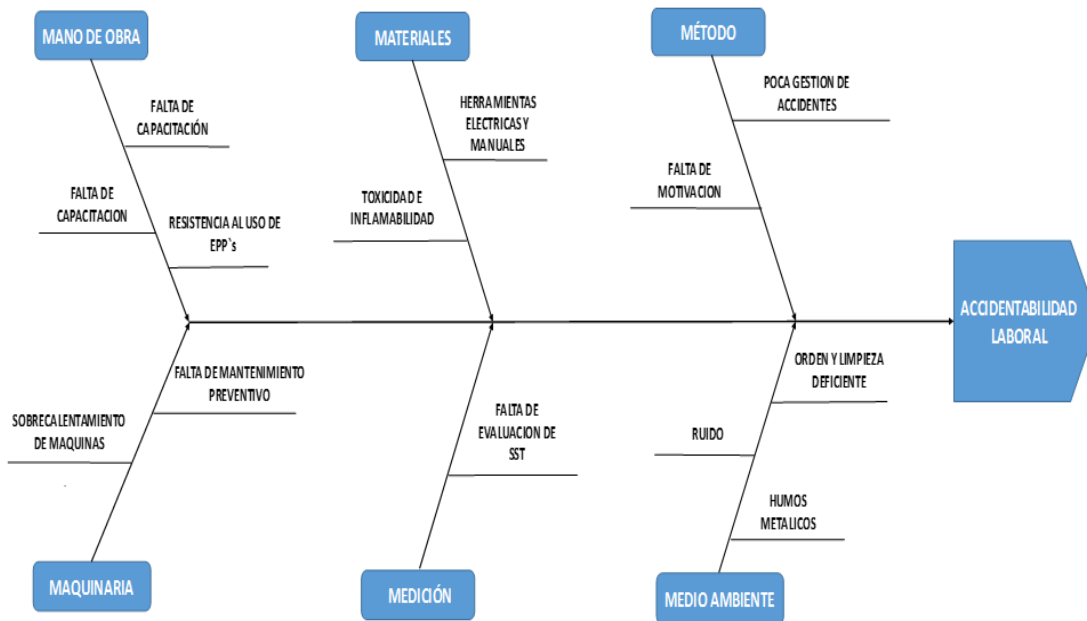 MANO DE OBRA
MATERIALES
MÉTODO
FALTA DE
CAPACITACIÓN
FALTA DE
CAPACITACION
RESISTENCIA AL USO DE
EPP`s
HERRAMIENTAS
ELECTRICAS Y
MANUALES
TOXICIDAD E
INFLAMABILIDAD
POCA GESTION DE
ACCIDENTES
FALTA DE
MOTIVACION
ACCIDENTABILIDAD
LABORAL
FALTA DE MANTENIMIENTO
PREVENTIVO
SOBRECALENTAMIENTO
DE MAQUINAS
.
FALTA DE
EVALUACION DE
SST
ORDEN Y LIMPIEZA
DEFICIENTE
RUIDO
HUMOS
METALICOS
MAQUINARIA
MEDICIÓN
MEDIO AMBIENTE